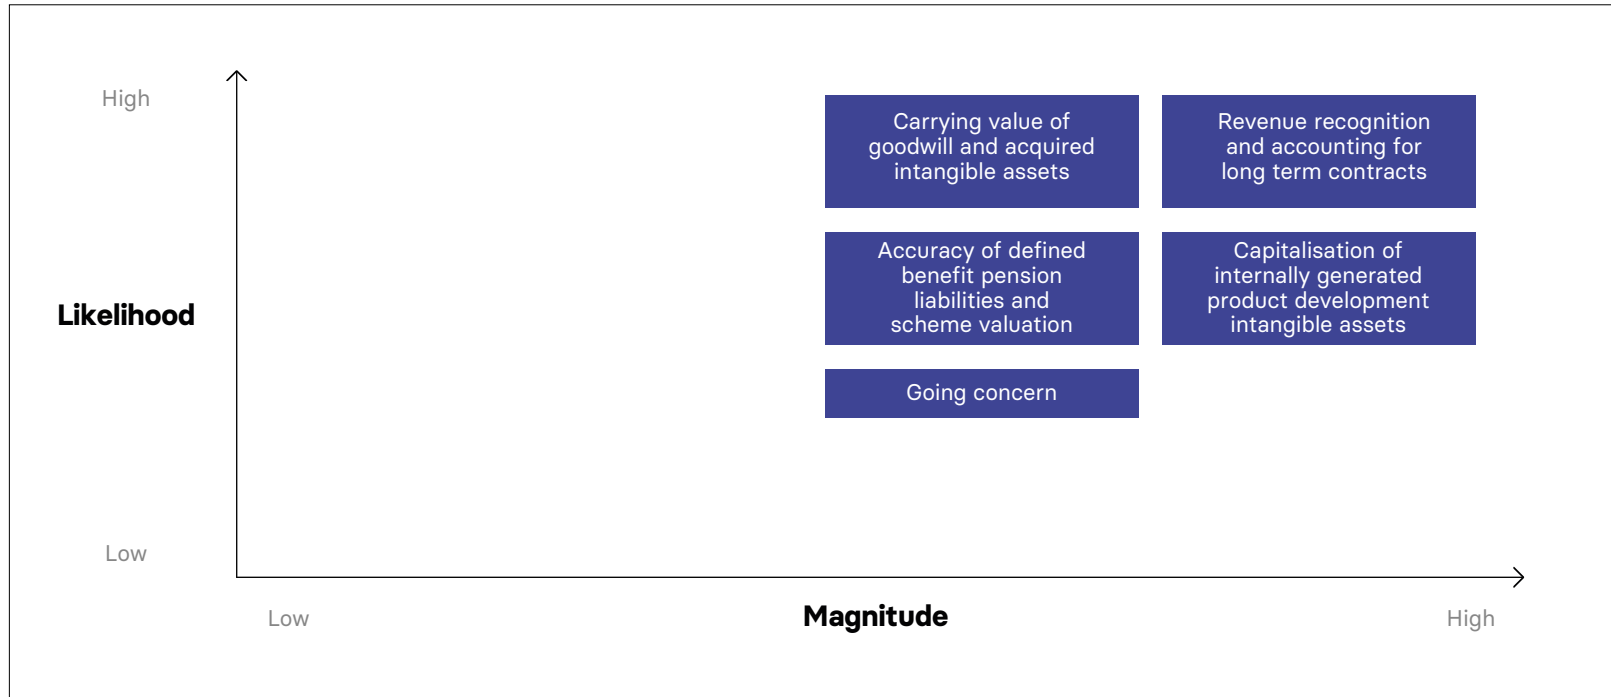 High
Carrying value of
goodwill and acquired
intangible assets
Revenue recognition
and accounting for
long term contracts
Likelihood
Accuracy of defined
benefit pension
liabilities and
scheme valuation
Capitalisation of
internally generated
product development
intangible assets
Going concern
Low
Low
Magnitude
High